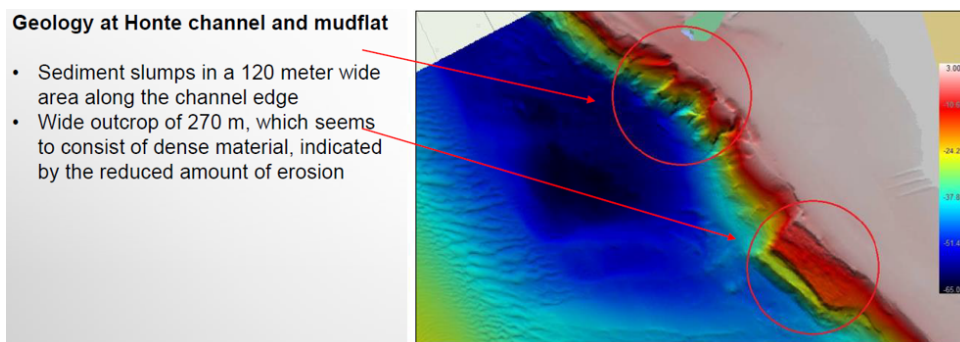 Geology at Honte channel and mudflat
• Sediment slumps in a 120 meter wide
area along the channel edge
• Wide outcrop of 270 m, which seems
to consist of dense material, indicated
by the reduced amount of erosion
3.00
-24.2
-37.8
-51.4
-65.0